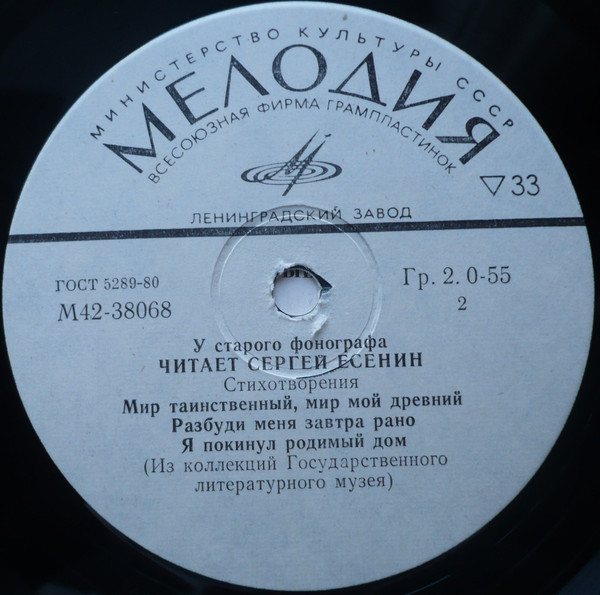 МИНИСТЕРСТВО КУЛЬТУРЫ СССР
МЕЛОДИЯ
ВСЕСОЮЗНАЯ ФИРМА ГРАМПЛАСТИНОК
▽33
ЛЕНИНГРАДСКИЙ ЗАВОД
ГОСТ 5289-80
М42-38068
Гр. 2. 0-55
2
У старого фонографа
ЧИТАЕТ СЕРГЕЙ ЕСЕНИН
Стихотворения
Мир таинственный, мир мой древний
Разбуди меня завтра рано
Я покинул родимый дом
(Из коллекций Государственного
литературного музея)